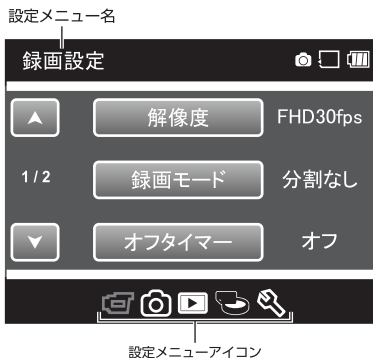 設定メニュー名
録画設定
解像度 FHD30fps
1/2 録画モード 分割なし
オフタイマー オフ
設定メニューアイコン